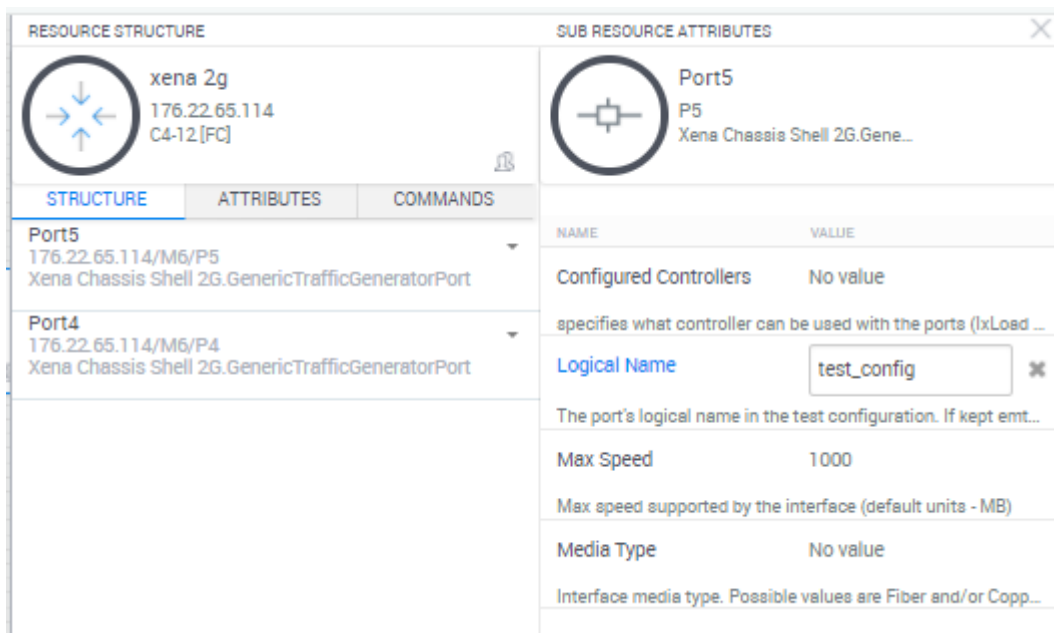 RESOURCE STRUCTURE
xena 2g
176.22.65.114
C4-12 [FC]
STRUCTURE ATTRIBUTES COMMANDS
Port5
176.22.65.114/M6/P5
Xena Chassis Shell 2G.GenericTrafficGeneratorPort
Port4
176.22.65.114/M6/P4
Xena Chassis Shell 2G.GenericTrafficGeneratorPort
SUB RESOURCE ATTRIBUTES
Port5
P5
Xena Chassis Shell 2G.Gene...
NAME VALUE
Configured Controllers No value
specifies what controller can be used with the ports (IxLoad ...
Logical Name test_config
The port's logical name in the test configuration. If kept emt...
Max Speed 1000
Max speed supported by the interface (default units - MB)
Media Type No value
Interface media type. Possible values are Fiber and/or Copp...